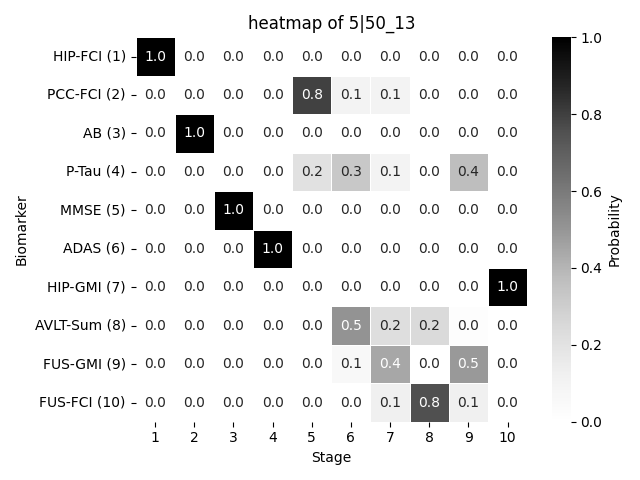 heatmap of 5|50_13
HIP-FCI (1) 1.0 0.0 0.0 0.0 0.0 0.0 0.0 0.0 0.0 0.0
PCC-FCI (2) 0.0 0.0 0.0 0.0 0.8 0.1 0.1 0.0 0.0 0.0
AB (3) 0.0 1.0 0.0 0.0 0.0 0.0 0.0 0.0 0.0 0.0
P-Tau (4) 0.0 0.0 0.0 0.0 0.2 0.3 0.1 0.0 0.4 0.0
MMSE (5) 0.0 0.0 1.0 0.0 0.0 0.0 0.0 0.0 0.0 0.0
ADAS (6) 0.0 0.0 0.0 1.0 0.0 0.0 0.0 0.0 0.0 0.0
HIP-GMI (7) 0.0 0.0 0.0 0.0 0.0 0.0 0.0 0.0 0.0 1.0
AVLT-Sum (8) 0.0 0.0 0.0 0.0 0.0 0.5 0.2 0.2 0.0 0.0
FUS-GMI (9) 0.0 0.0 0.0 0.0 0.0 0.1 0.4 0.0 0.5 0.0
FUS-FCI (10) 0.0 0.0 0.0 0.0 0.0 0.0 0.1 0.8 0.1 0.0
1 2 3 4 5 6 7 8 9 10
Stage
Biomarker
1.0
0.8
0.6
0.4
0.2
0.0
Probability